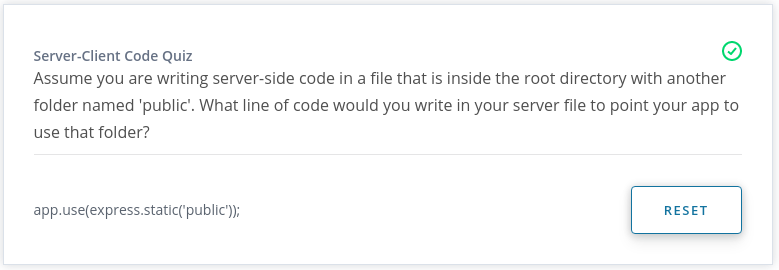 Server-Client Code Quiz
Assume you are writing server-side code in a file that is inside the root directory with another
folder named 'public'. What line of code would you write in your server file to point your app to
use that folder?
app.use(express.static('public'));
RESET